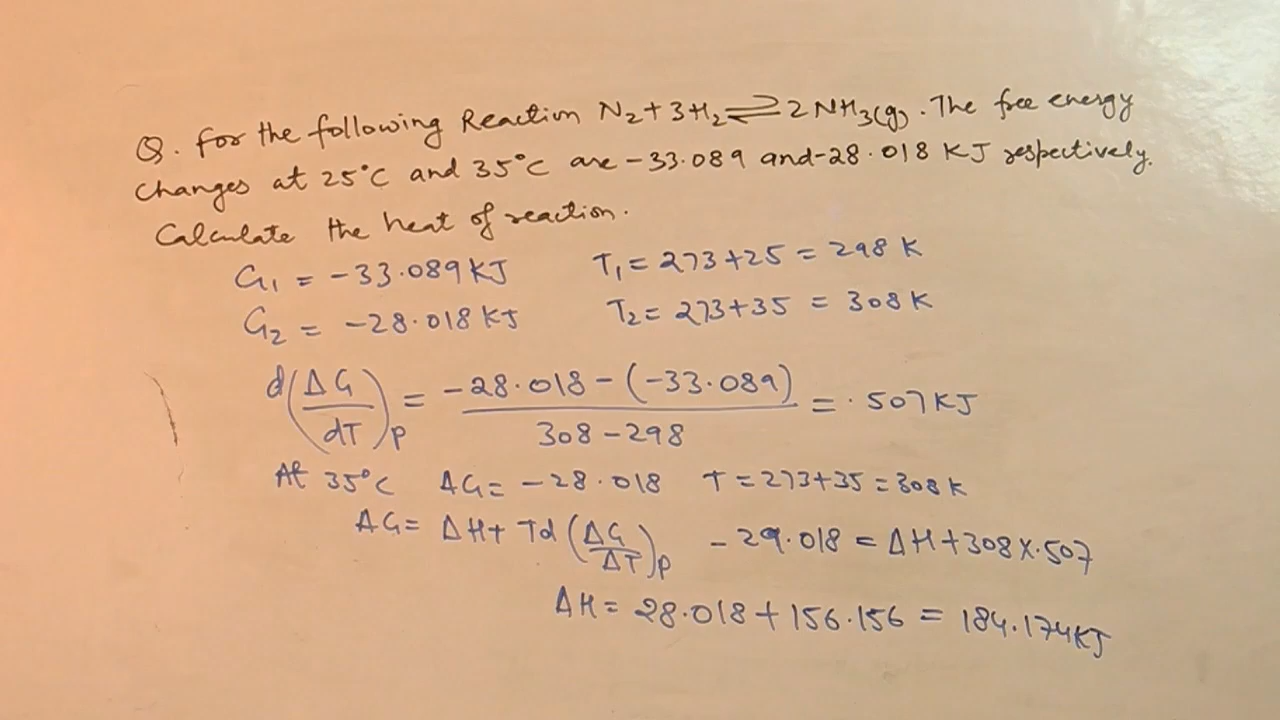 Q. For the following Reaction N₂ + 3H₂ ⇌ 2NH₃(g). The free energy
changes at 25°C and 35°C are -33.089 and -28.018 KJ respectively.
Calculate the heat of reaction.
G₁ = -33.089 KJ T₁ = 273+25 = 298 K
G₂ = -28.018 KJ T₂ = 273+35 = 308 K
d(ΔG/dT)P = -28.018-(-33.089)/308-298 = .507 KJ
At 35°C ΔG = -28.018 T = 273+35 = 308 K
ΔG = ΔH + Td(ΔG/ΔT)P -29.018 = ΔH + 308 X .507
ΔH = 28.018 + 156.156 = 184.174 KJ